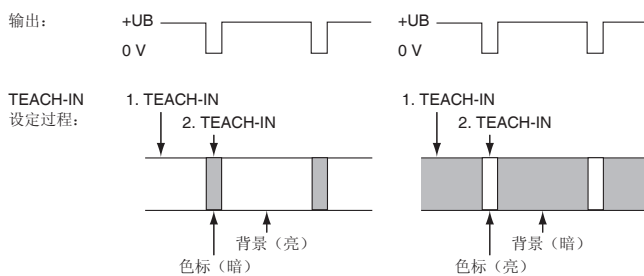 输出: +UB +UB
0 V 0 V
TEACH-IN 1. TEACH-IN 1. TEACH-IN
设定过程: 2. TEACH-IN 2. TEACH-IN
背景（亮） 背景（暗）
色标（暗） 色标（亮）